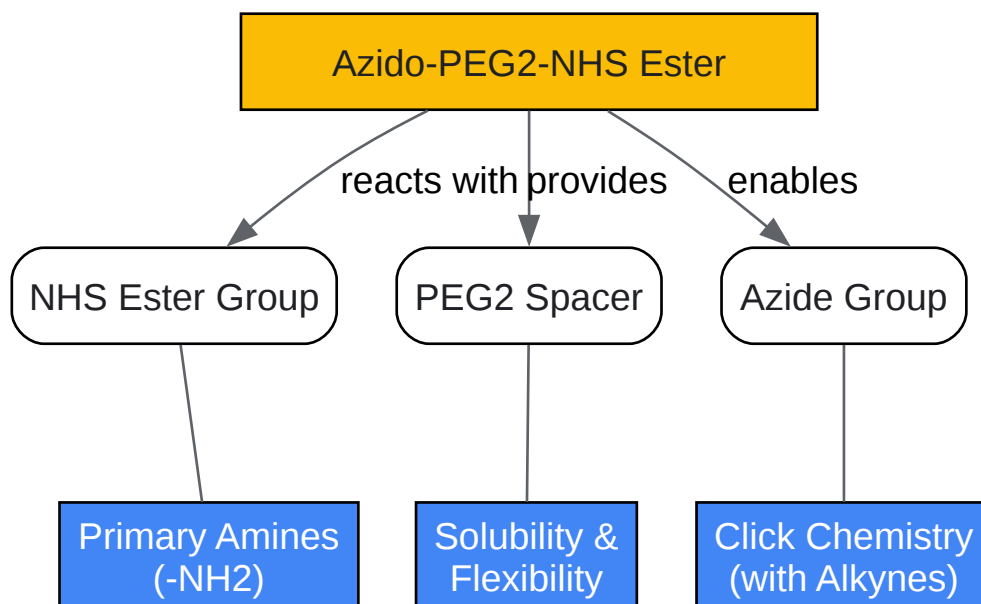 Azido-PEG2-NHS Ester
reacts with provides enables
NHS Ester Group PEG2 Spacer Azide Group
Primary Amines
(-NH2)
Solubility &
Flexibility
Click Chemistry
(with Alkynes)